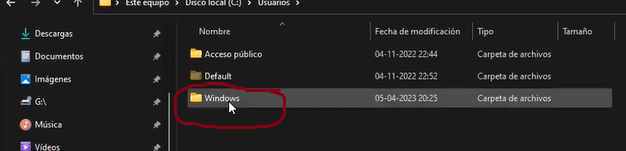 Este equipo > Disco local (C:) > Usuarios >
Descargas
Documentos
Imágenes
G:\
Música
Vídeos
Nombre Fecha de modificación Tipo Tamaño
Acceso público 04-11-2022 22:44 Carpeta de archivos
Default 04-11-2022 22:52 Carpeta de archivos
Windows 05-04-2023 20:25 Carpeta de archivos